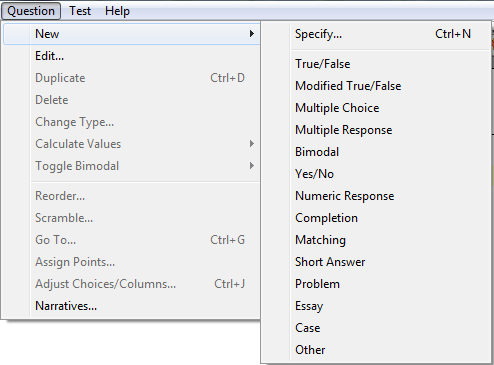 Question Test Help
New
Edit...
Duplicate Ctrl+D
Delete
Change Type...
Calculate Values
Toggle Bimodal
Reorder...
Scramble...
Go To... Ctrl+G
Assign Points...
Adjust Choices/Columns... Ctrl+J
Narratives...
Specify... Ctrl+N
True/False
Modified True/False
Multiple Choice
Multiple Response
Bimodal
Yes/No
Numeric Response
Completion
Matching
Short Answer
Problem
Essay
Case
Other